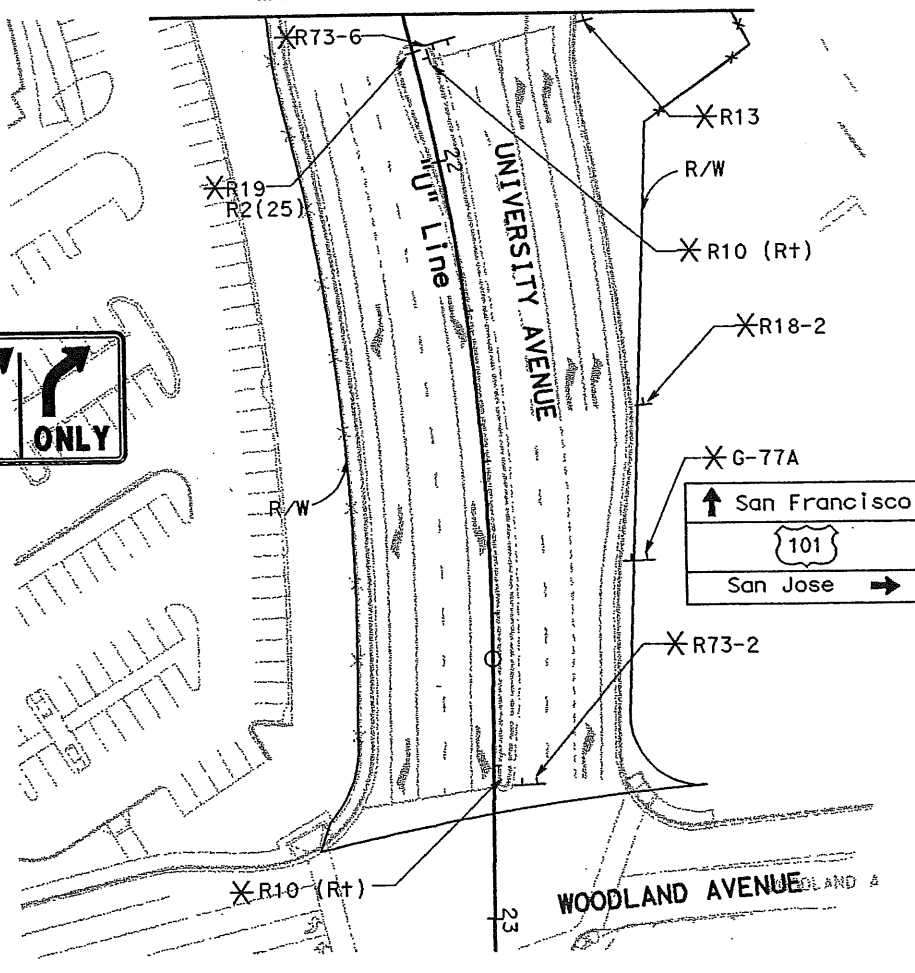 R73-6
R13
22
"U" Line
UNIVERSITY AVENUE
R/W
R19
R2(25)
R10 (Rt)
R18-2
ONLY
G-77A
San Francisco
101
San Jose
R/W
R73-2
R10 (Rt)
WOODLAND AVENUE
23